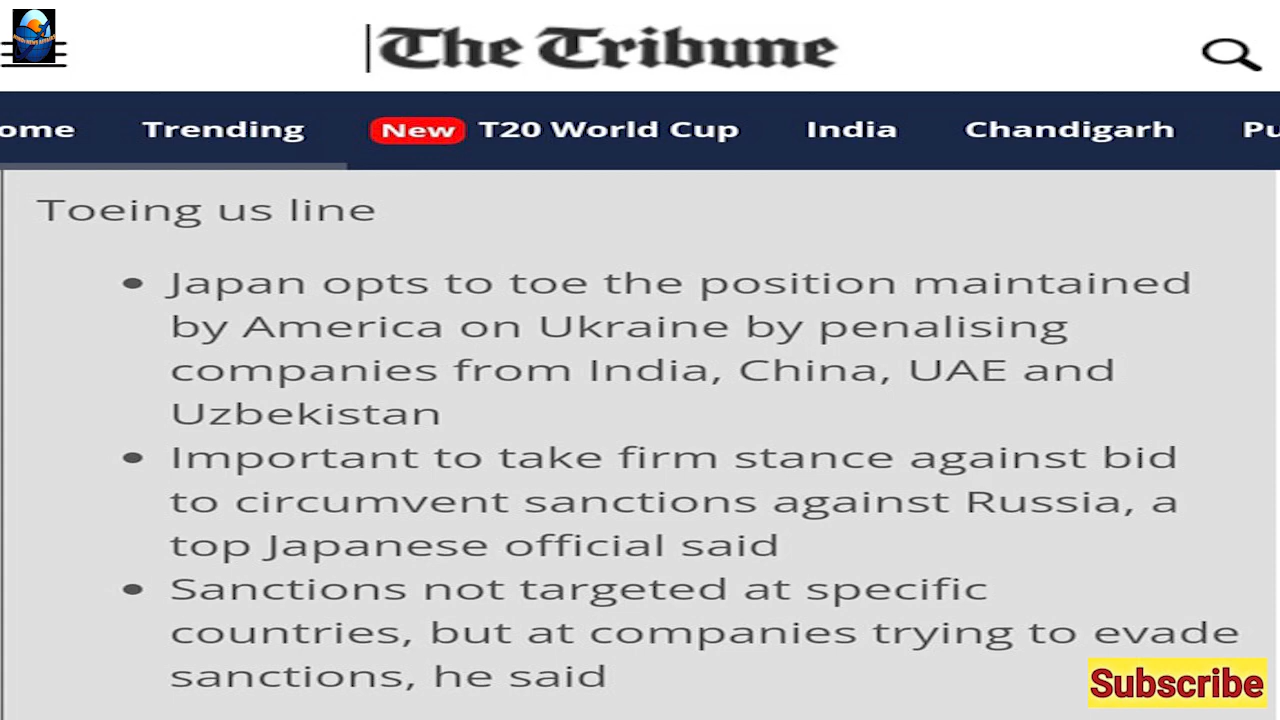 The Tribune
ome Trending New T20 World Cup India Chandigarh Pu
Toeing us line
• Japan opts to toe the position maintained
by America on Ukraine by penalising
companies from India, China, UAE and
Uzbekistan
• Important to take firm stance against bid
to circumvent sanctions against Russia, a
top Japanese official said
• Sanctions not targeted at specific
countries, but at companies trying to evade
sanctions, he said
Subscribe